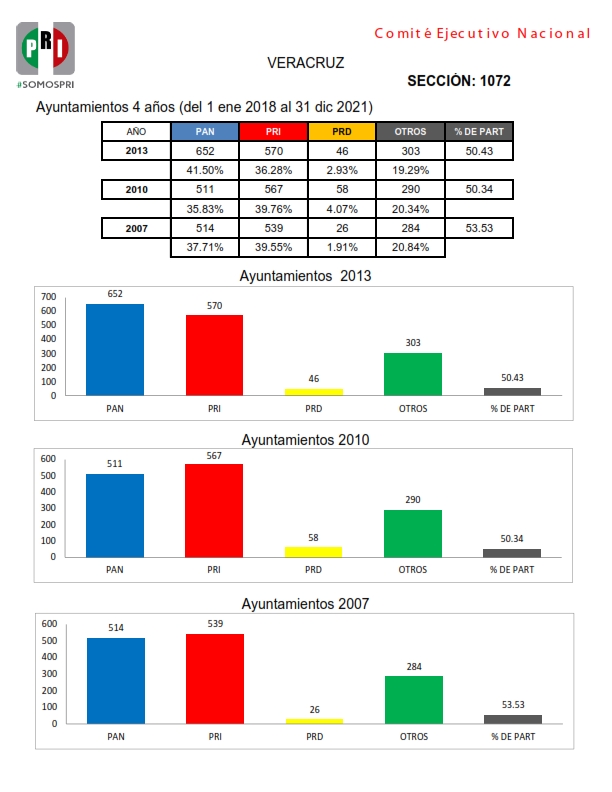 Comité Ejecutivo Nacional
PRI
#SOMOSPRI
VERACRUZ
SECCIÓN: 1072
Ayuntamientos 4 años (del 1 ene 2018 al 31 dic 2021)
AÑO PAN PRI PRD OTROS % DE PART
2013 652 570 46 303 50.43
41.50% 36.28% 2.93% 19.29%
2010 511 567 58 290 50.34
35.83% 39.76% 4.07% 20.34%
2007 514 539 26 284 53.53
37.71% 39.55% 1.91% 20.84%
Ayuntamientos 2013
700
600
500
400
300
200
100
0
652 570 46 303 50.43
PAN PRI PRD OTROS % DE PART
Ayuntamientos 2010
600
500
400
300
200
100
0
511 567 58 290 50.34
PAN PRI PRD OTROS % DE PART
Ayuntamientos 2007
600
500
400
300
200
100
0
514 539 26 284 53.53
PAN PRI PRD OTROS % DE PART